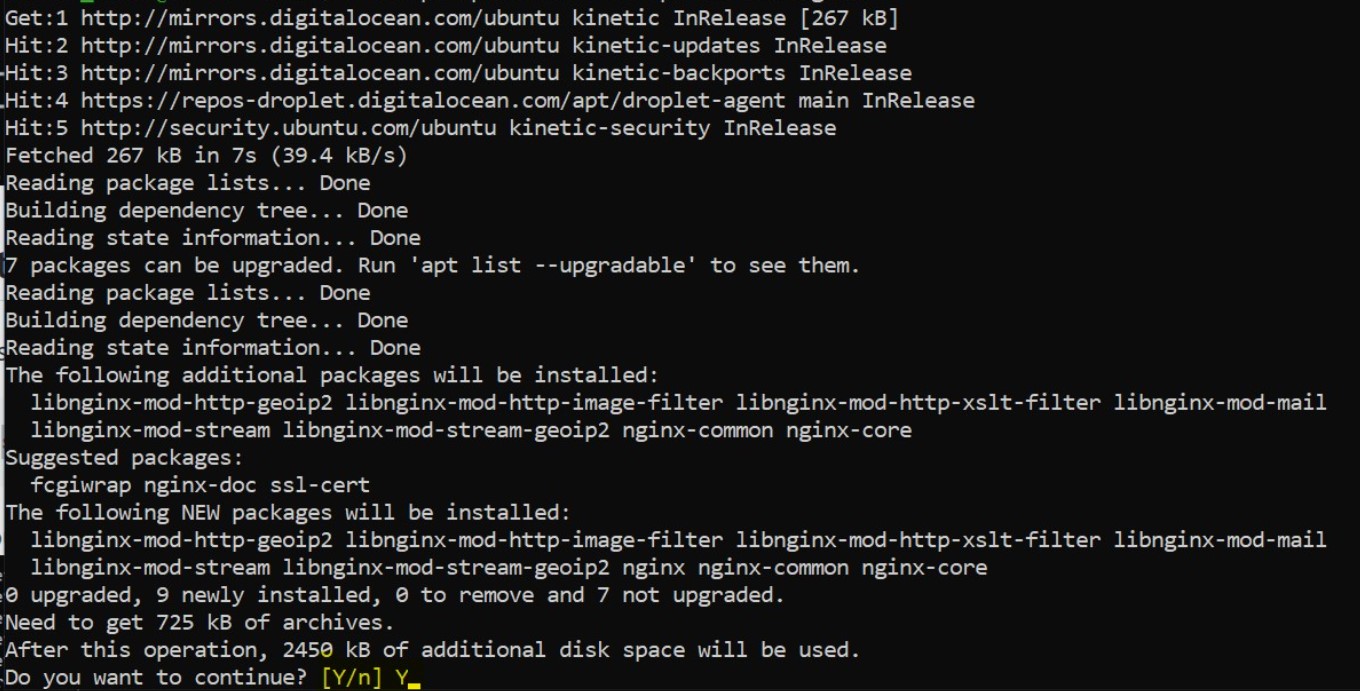 Get:1 http://mirrors.digitalocean.com/ubuntu kinetic InRelease [267 kB]
Hit:2 http://mirrors.digitalocean.com/ubuntu kinetic-updates InRelease
Hit:3 http://mirrors.digitalocean.com/ubuntu kinetic-backports InRelease
Hit:4 https://repos-droplet.digitalocean.com/apt/droplet-agent main InRelease
Hit:5 http://security.ubuntu.com/ubuntu kinetic-security InRelease
Fetched 267 kB in 7s (39.4 kB/s)
Reading package lists... Done
Building dependency tree... Done
Reading state information... Done
7 packages can be upgraded. Run 'apt list --upgradable' to see them.
Reading package lists... Done
Building dependency tree... Done
Reading state information... Done
The following additional packages will be installed:
  libnginx-mod-http-geoip2 libnginx-mod-http-image-filter libnginx-mod-http-xslt-filter libnginx-mod-mail
  libnginx-mod-stream libnginx-mod-stream-geoip2 nginx-common nginx-core
Suggested packages:
  fcgiwrap nginx-doc ssl-cert
The following NEW packages will be installed:
  libnginx-mod-http-geoip2 libnginx-mod-http-image-filter libnginx-mod-http-xslt-filter libnginx-mod-mail
  libnginx-mod-stream libnginx-mod-stream-geoip2 nginx nginx-common nginx-core
0 upgraded, 9 newly installed, 0 to remove and 7 not upgraded.
Need to get 725 kB of archives.
After this operation, 2450 kB of additional disk space will be used.
Do you want to continue? [Y/n] Y